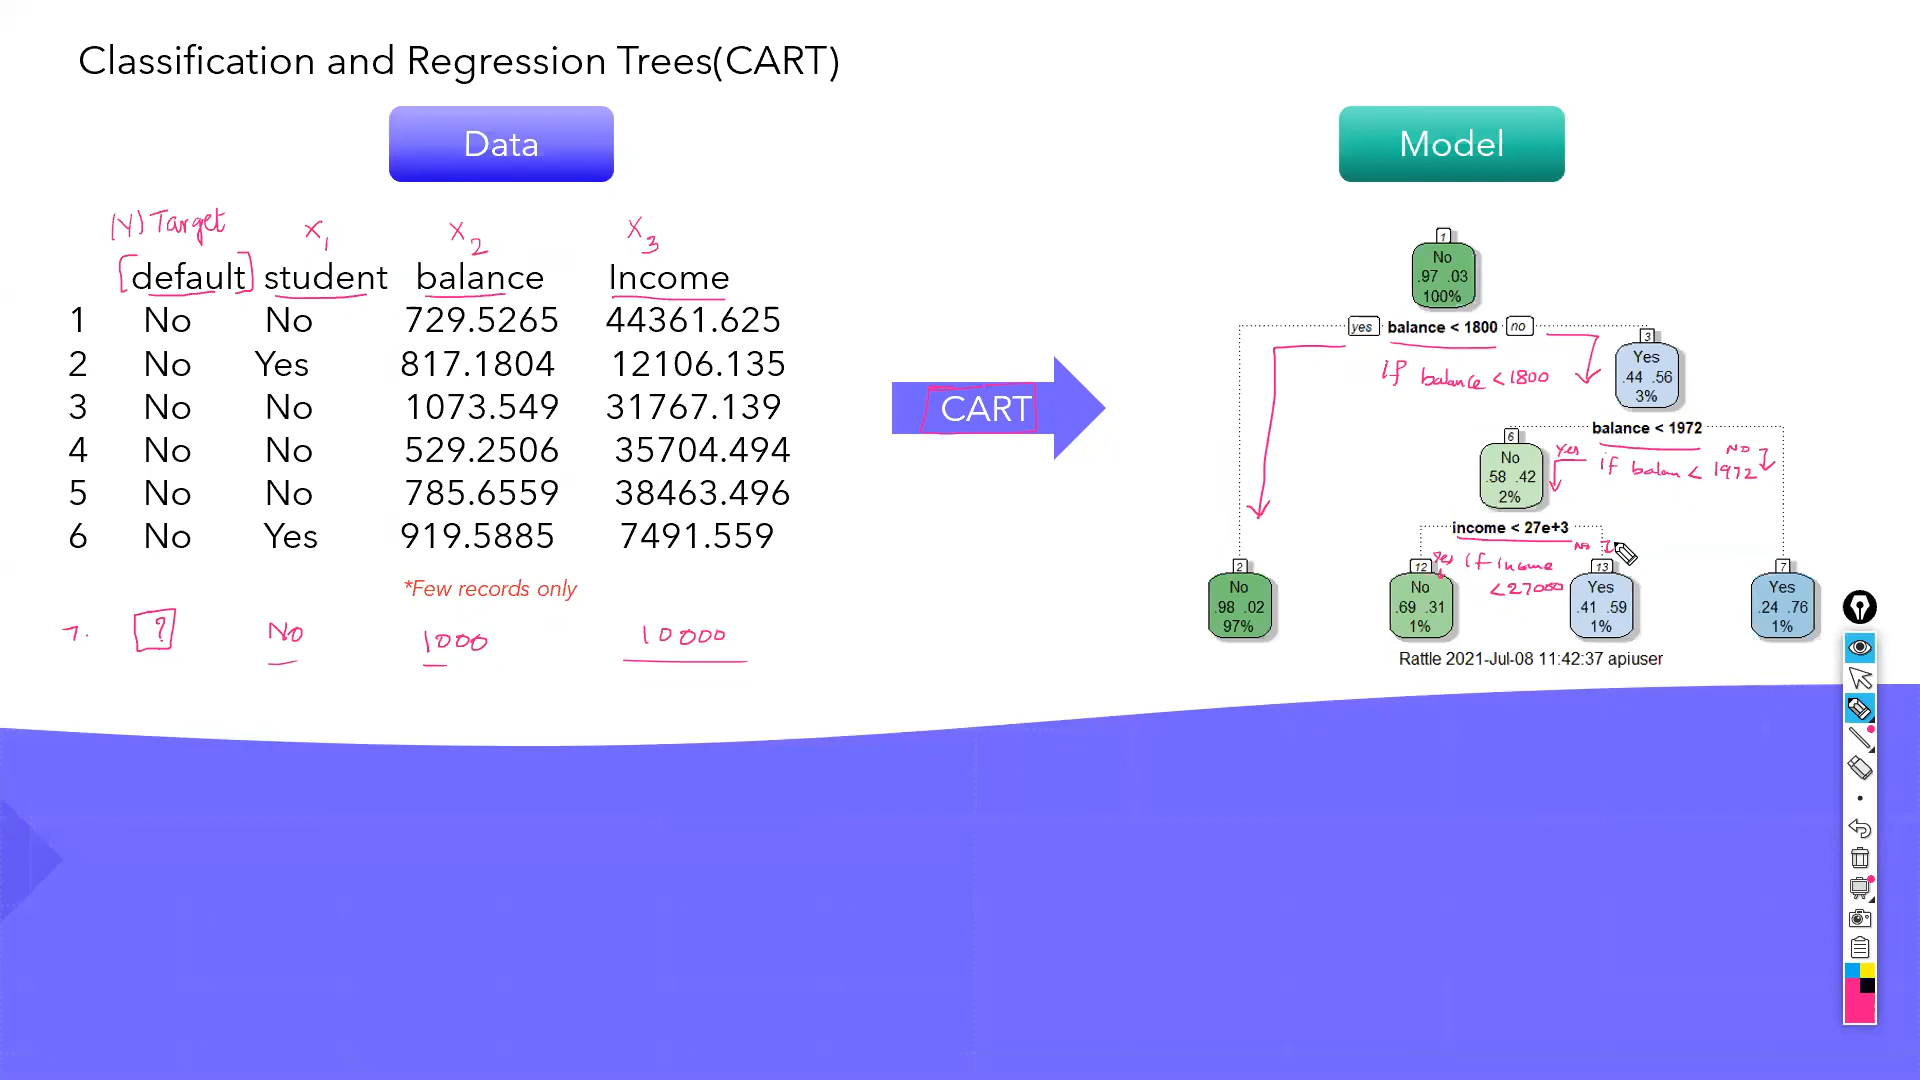 Classification and Regression Trees(CART)
Data
Model
(Y) Target X1 X2 X3
[default] student balance Income
1 No No 729.5265 44361.625
2 No Yes 817.1804 12106.135
3 No No 1073.549 31767.139
4 No No 529.2506 35704.494
5 No No 785.6559 38463.496
6 No Yes 919.5885 7491.559
*Few records only
7. ? No 1000 10000
CART
1
No
.97 .03
100%
yes balance < 1800 no
If balance < 1800
3
Yes
.44 .56
3%
balance < 1972
Yes if balan < 1972 NO
6
No
.58 .42
2%
income < 27e+3
Yes if income NO
< 27000
2
No
.98 .02
97%
12
No
.69 .31
1%
13
Yes
.41 .59
1%
7
Yes
.24 .76
1%
Rattle 2021-Jul-08 11:42:37 apiuser